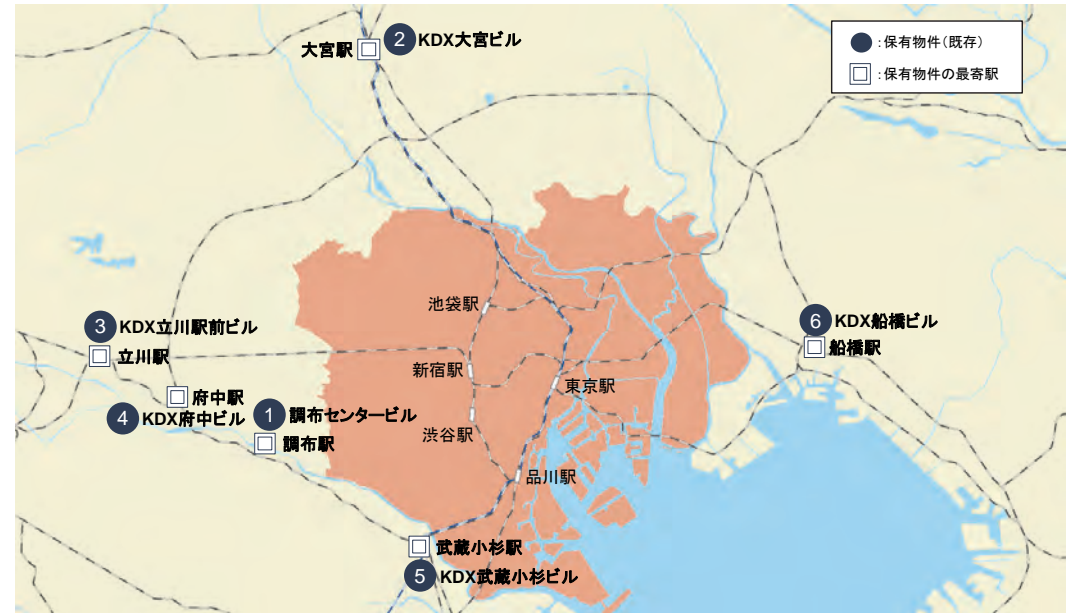 2 KDX大宮ビル
大宮駅
●:保有物件(既存)
:保有物件の最寄駅
池袋駅
3 KDX立川駅前ビル
立川駅
6 KDX船橋ビル
船橋駅
新宿駅
東京駅
府中駅
4 KDX府中ビル
1 調布センタービル
調布駅
渋谷駅
品川駅
武蔵小杉駅
5 KDX武蔵小杉ビル